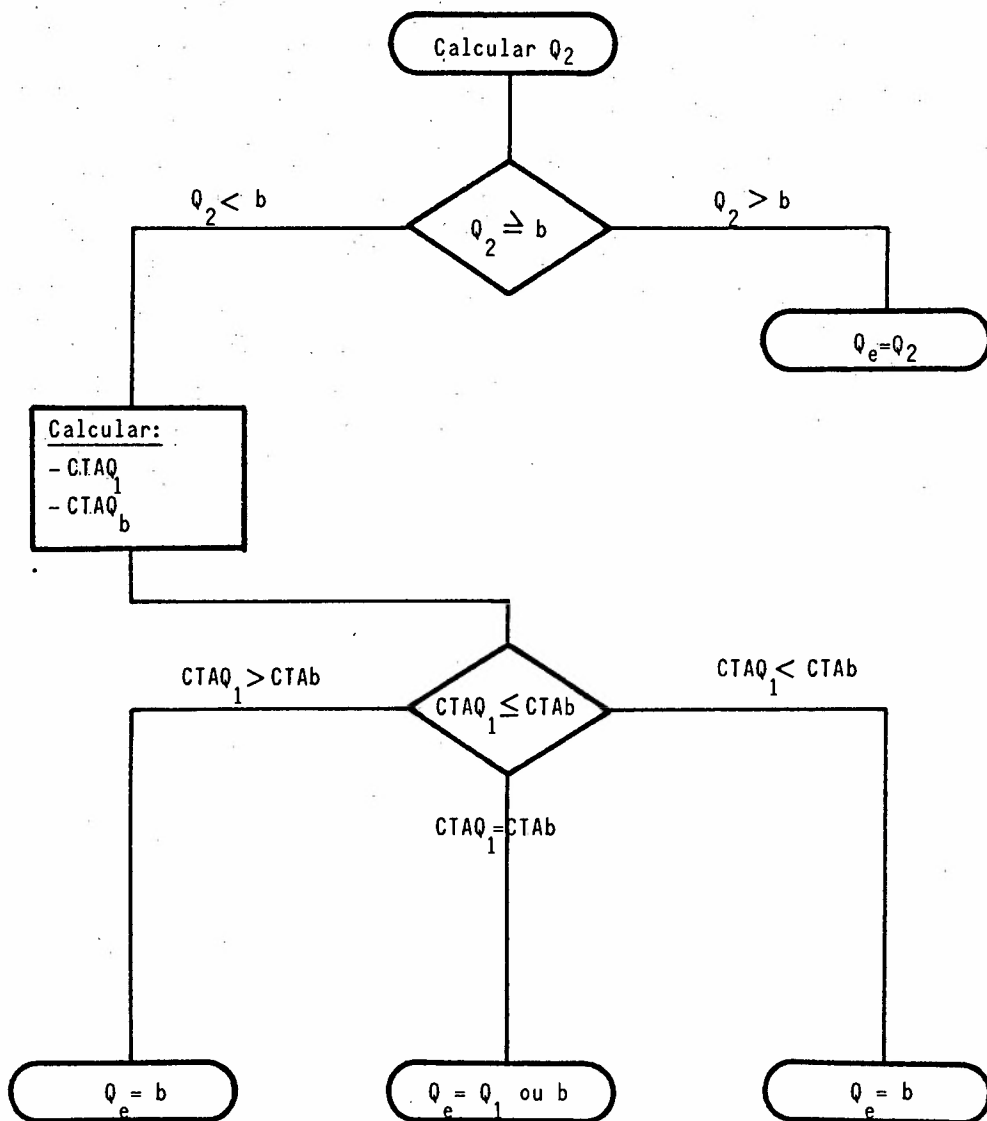 Calcular Q₂
Q₂ < b
Q₂ > b
Q₂ ≥ b
Qₑ=Q₂
Calcular:
- CTAQ₁
- CTAQ_b
CTAQ₁ > CTAb
CTAQ₁ < CTAb
CTAQ₁ ≤ CTAb
CTAQ₁=CTAb
Qₑ = b
Qₑ = Q₁ ou b
Qₑ = b